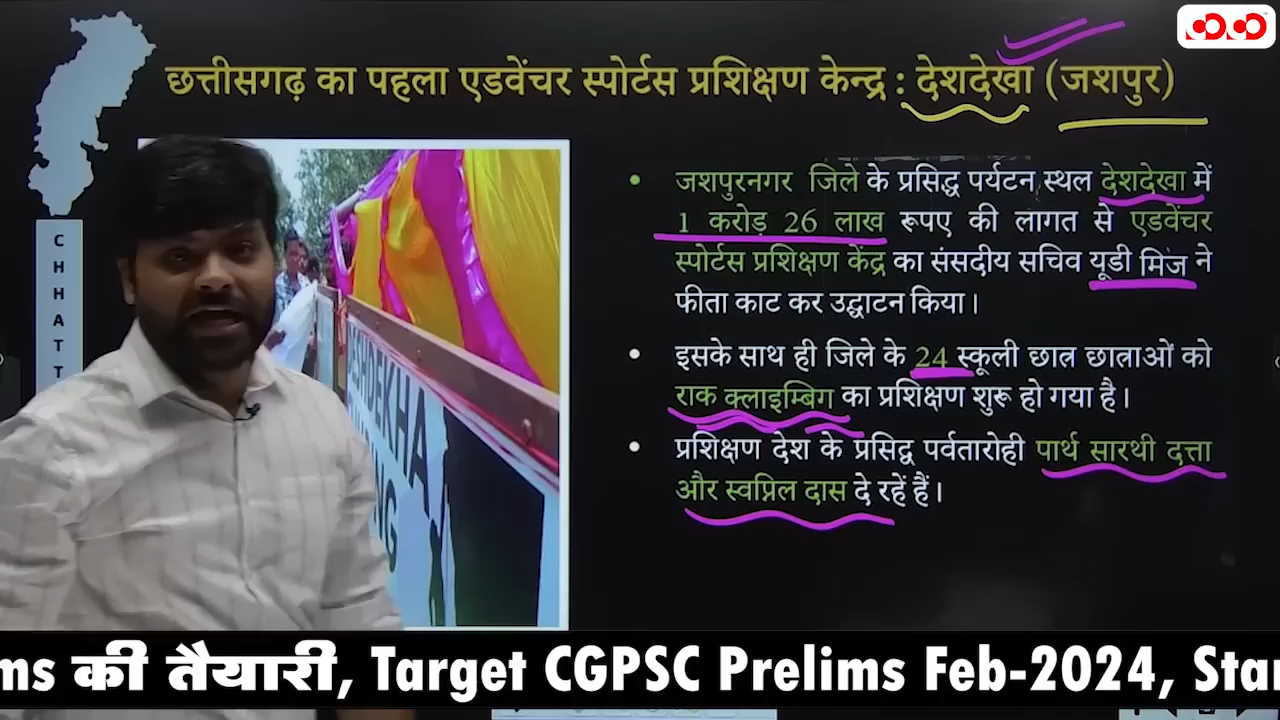 छत्तीसगढ़ का पहला एडवेंचर स्पोर्टस प्रशिक्षण केन्द्र : देशदेखा (जशपुर)
C
H
H
A
T
T
जशपुरनगर जिले के प्रसिद्ध पर्यटन स्थल देशदेखा में
1 करोड़ 26 लाख रूपए की लागत से एडवेंचर
स्पोर्टस प्रशिक्षण केंद्र का संसदीय सचिव यूडी मिंज ने
फीता काट कर उद्घाटन किया।
इसके साथ ही जिले के 24 स्कूली छात्र छात्राओं को
राक क्लाइम्बिग का प्रशिक्षण शुरू हो गया है।
प्रशिक्षण देश के प्रसिद्व पर्वतारोही पार्थ सारथी दत्ता
और स्वप्निल दास दे रहें हैं।
ESHDEKHA
NG
ms की तैयारी, Target CGPSC Prelims Feb-2024, Star